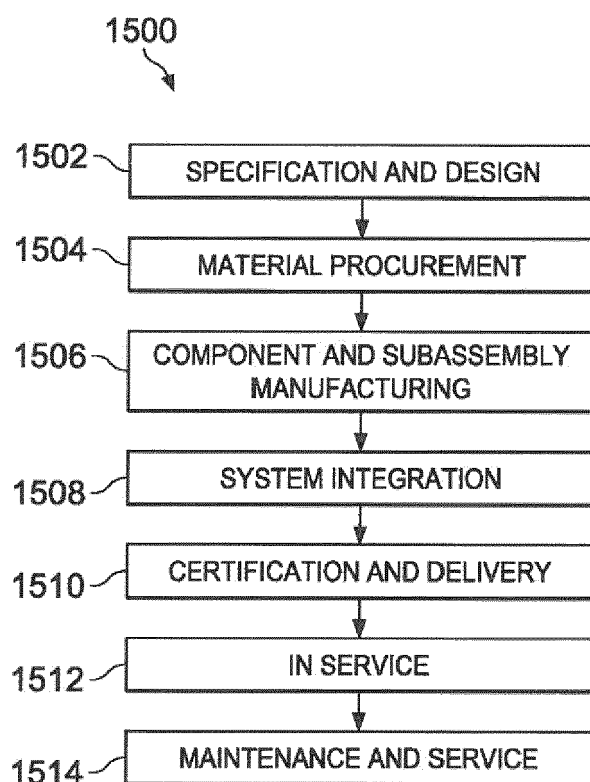 1500
1502 SPECIFICATION AND DESIGN
1504 MATERIAL PROCUREMENT
1506 COMPONENT AND SUBASSEMBLY
MANUFACTURING
1508 SYSTEM INTEGRATION
1510 CERTIFICATION AND DELIVERY
1512 IN SERVICE
1514 MAINTENANCE AND SERVICE